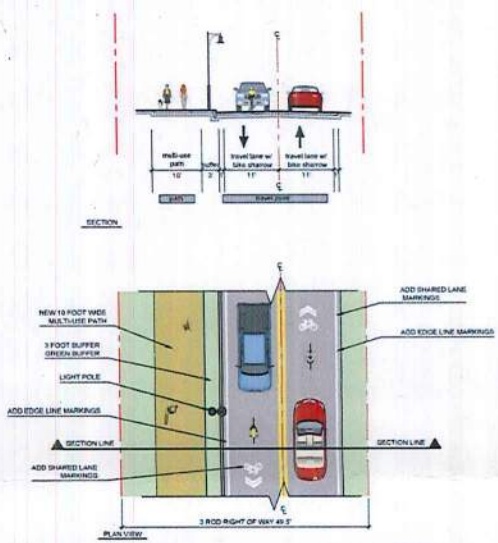 ℄
multi-use path
buffer
travel lane w/ bike sharrow
travel lane w/ bike sharrow
10'
3'
11'
11'
℄
path
SECTION
℄
ADD SHARED LANE MARKINGS
ADD EDGE LINE MARKINGS
NEW 10 FOOT WIDE MULTI-USE PATH
3 FOOT BUFFER
GREEN BUFFER
LIGHT POLE
ADD EDGE LINE MARKINGS
SECTION LINE
SECTION LINE
ADD SHARED LANE MARKINGS
℄
3 ROD RIGHT OF WAY 49.5'
PLAN VIEW